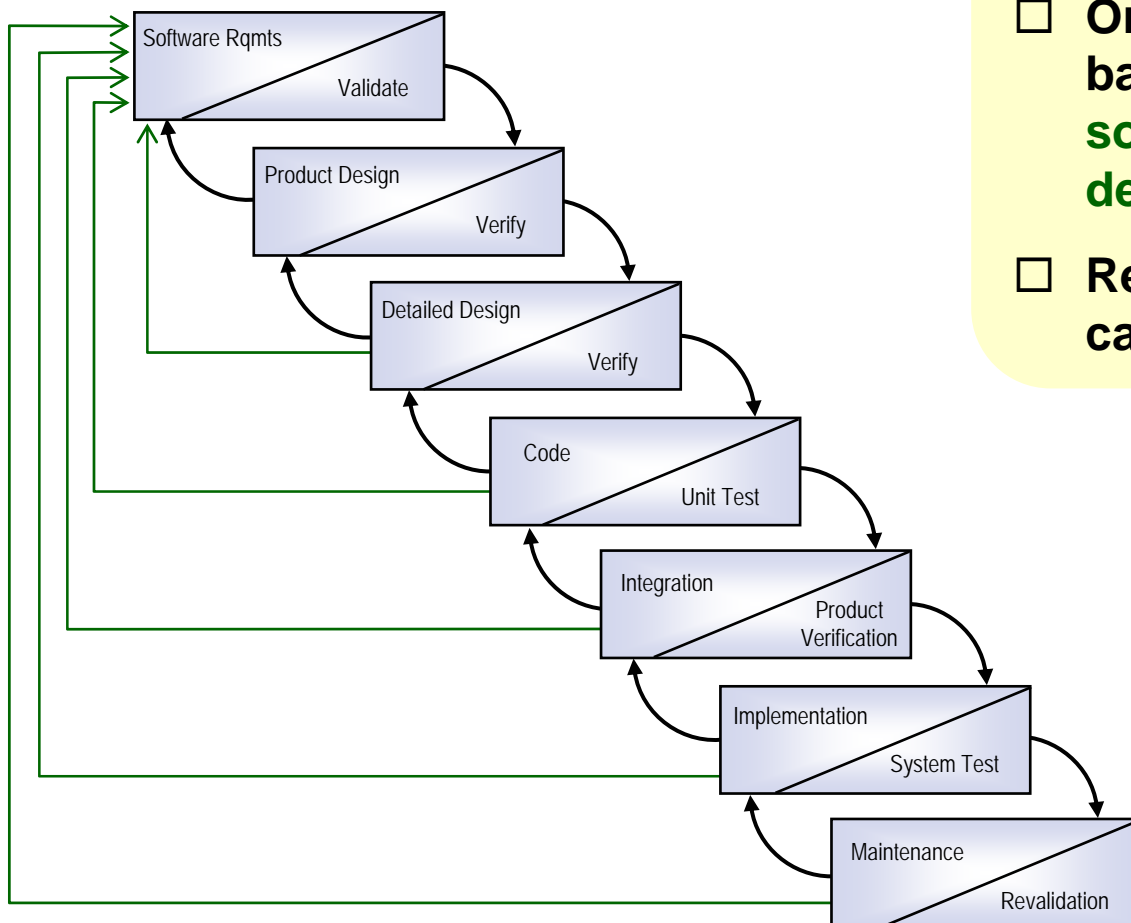 Software Rqmts
Validate
Product Design
Verify
Detailed Design
Verify
Code
Unit Test
Integration
Product
Verification
Implementation
System Test
Maintenance
Revalidation
☐
☐